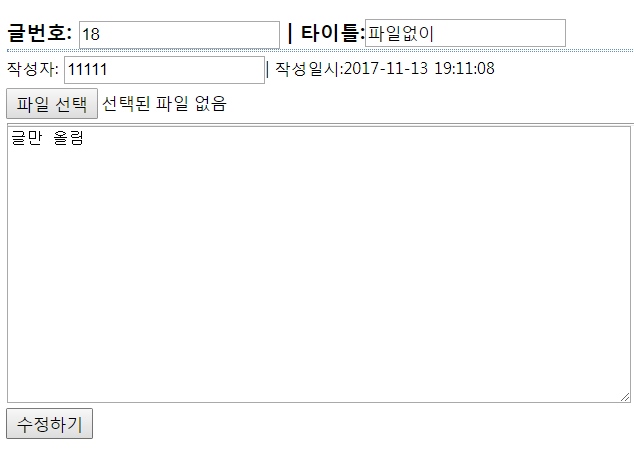 글번호: 18 | 타이틀:파일없이
작성자: 11111 | 작성일시:2017-11-13 19:11:08
파일 선택 선택된 파일 없음
글만 올림
수정하기